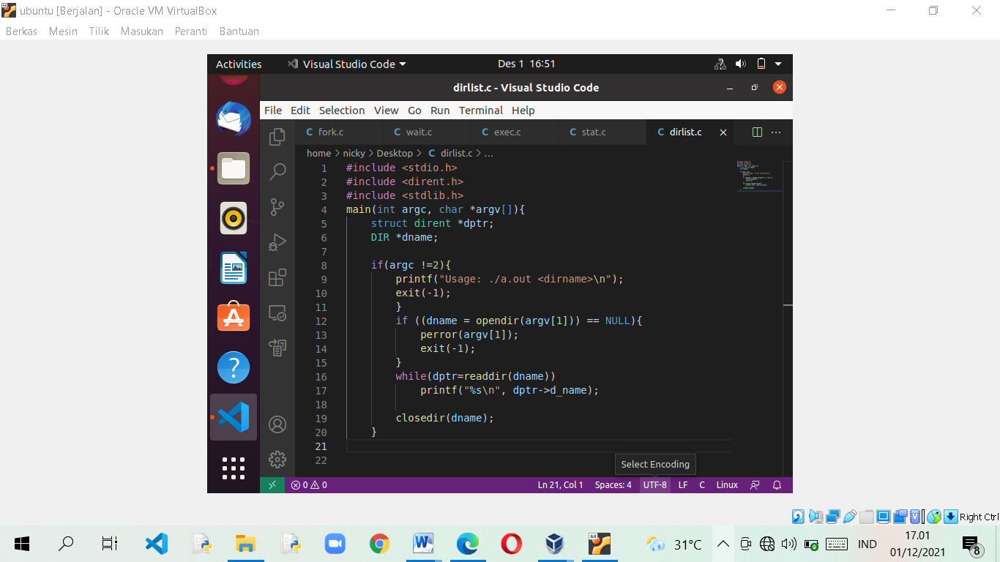 ubuntu [Berjalan] - Oracle VM VirtualBox
Berkas Mesin Tilik Masukan Peranti Bantuan
Activities Visual Studio Code Des 1 16:51
dirlist.c - Visual Studio Code
File Edit Selection View Go Run Terminal Help
C fork.c C wait.c C exec.c C stat.c C dirlist.c
home > nicky > Desktop > C dirlist.c > ...
1 #include <stdio.h>
2 #include <dirent.h>
3 #include <stdlib.h>
4 main(int argc, char *argv[]){
5 struct dirent *dptr;
6 DIR *dname;
7
8 if(argc !=2){
9 printf("Usage: ./a.out <dirname>\n");
10 exit(-1);
11 }
12 if ((dname = opendir(argv[1])) == NULL){
13 perror(argv[1]);
14 exit(-1);
15 }
16 while(dptr=readdir(dname))
17 printf("%s\n", dptr->d_name);
18
19 closedir(dname);
20 }
21
22
Select Encoding
0 0 Ln 21, Col 1 Spaces: 4 UTF-8 LF C Linux
Right Ctrl
31°C IND 17.01
01/12/2021
8
64